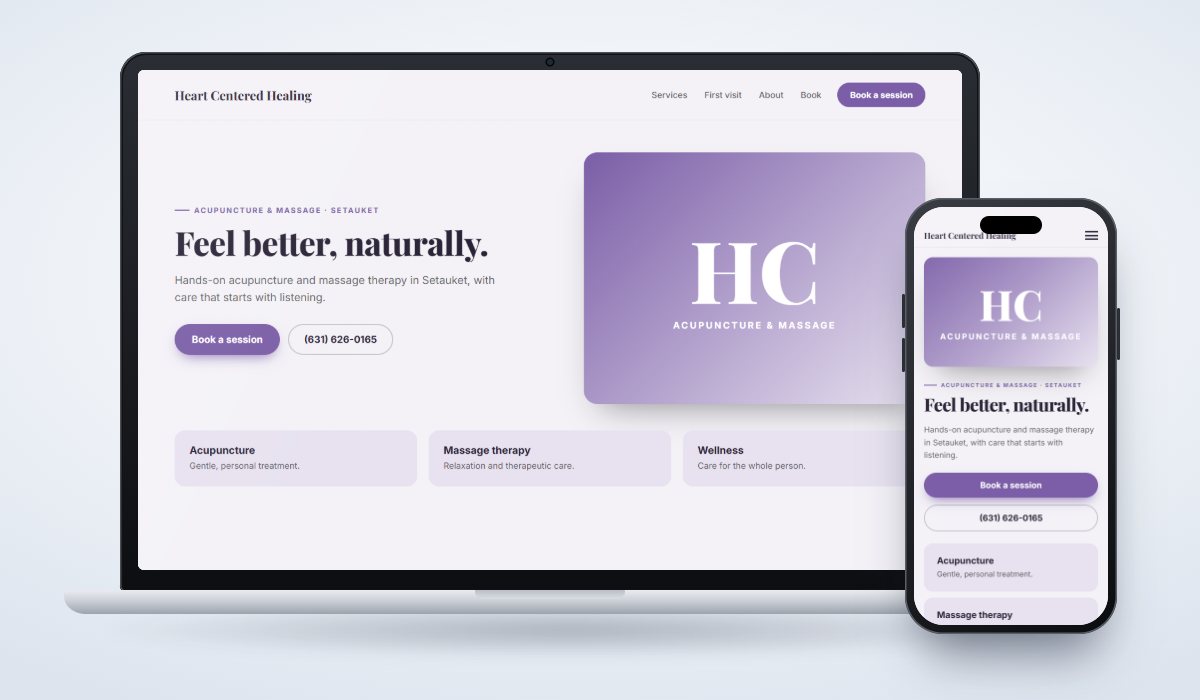 Heart Centered Healing
Services First visit About Book Book a session
ACUPUNCTURE & MASSAGE · SETAUKET
Feel better, naturally.
Hands-on acupuncture and massage therapy in Setauket, with
care that starts with listening.
Book a session (631) 626-0165
HC
ACUPUNCTURE & MASSAGE
Acupuncture
Gentle, personal treatment.
Massage therapy
Relaxation and therapeutic care.
Wellness
Care for the whole person.
Heart Centered Healing
HC
ACUPUNCTURE & MASSAGE
ACUPUNCTURE & MASSAGE · SETAUKET
Feel better, naturally.
Hands-on acupuncture and massage therapy
in Setauket, with care that starts with
listening.
Book a session
(631) 626-0165
Acupuncture
Gentle, personal treatment.
Massage therapy